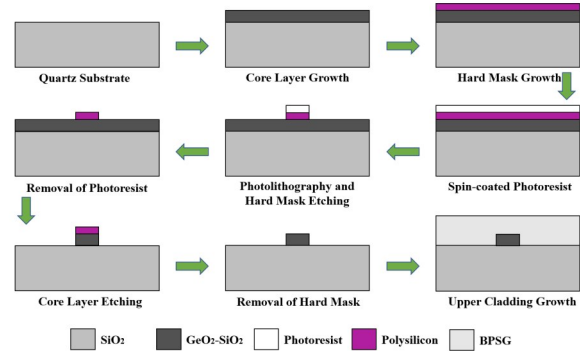 Quartz Substrate
Core Layer Growth
Hard Mask Growth
Removal of Photoresist
Photolithography and
Hard Mask Etching
Spin-coated Photoresist
Core Layer Etching
Removal of Hard Mask
Upper Cladding Growth
SiO₂
GeO₂-SiO₂
Photoresist
Polysilicon
BPSG